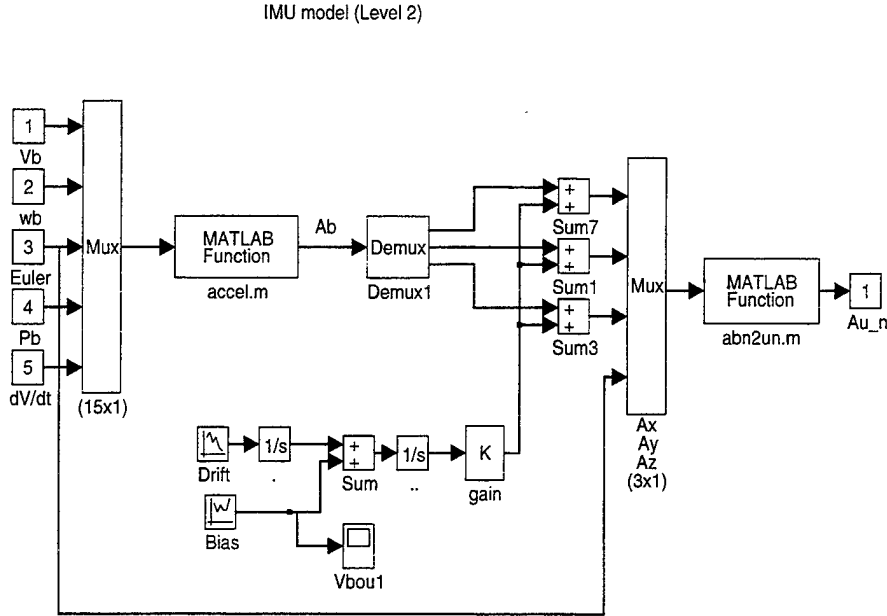 IMU model (Level 2)
1
Vb
2
wb
3
Euler
4
Pb
5
dV/dt
Mux
(15x1)
MATLAB
Function
accel.m
Ab
Demux
Demux1
+
+
Sum7
+
+
Sum1
+
+
Sum3
Mux
Ax
Ay
Az
(3x1)
MATLAB
Function
abn2un.m
1
Au_n
Drift
1/s
.
+
+
Sum
1/s
..
K
gain
Bias
Vbou1